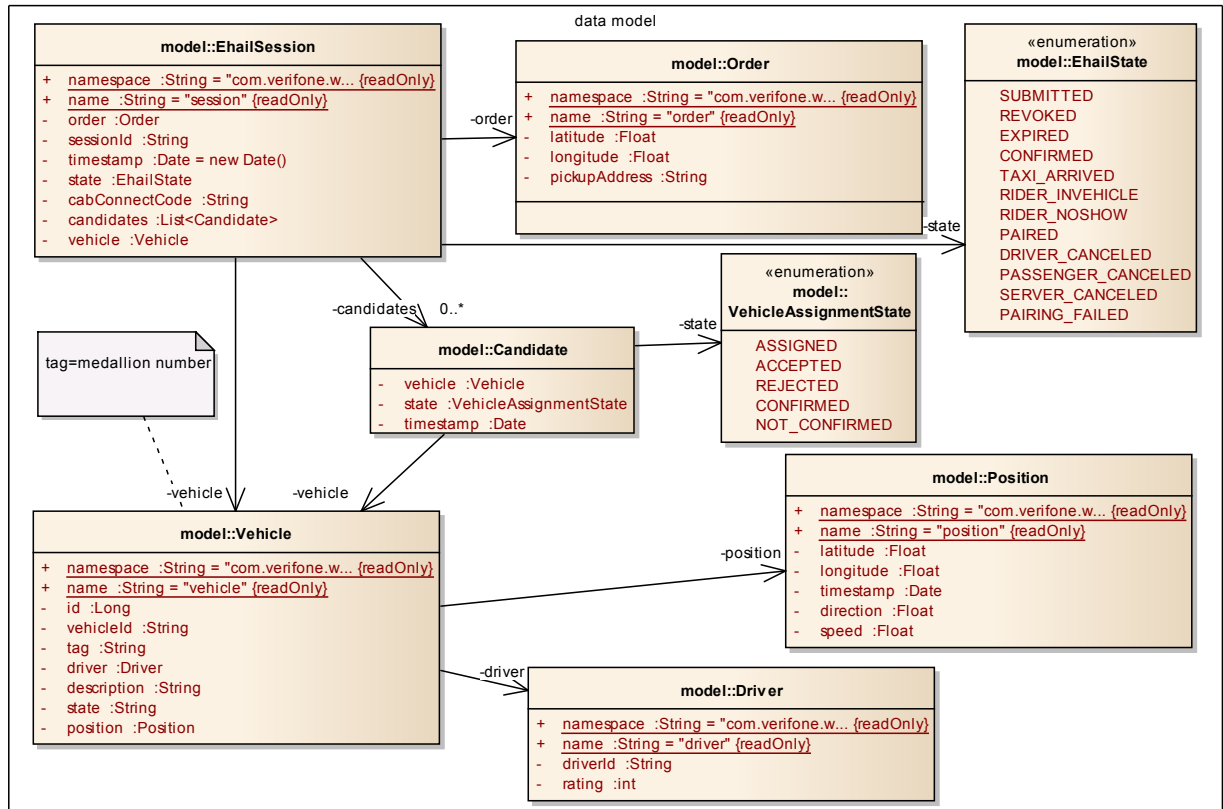 data model
model::EhailSession
+ namespace :String = "com.verifone.w... {readOnly}
+ name :String = "session" {readOnly}
- order :Order
- sessionId :String
- timestamp :Date = new Date()
- state :EhailState
- cabConnectCode :String
- candidates :List<Candidate>
- vehicle :Vehicle
-order
model::Order
+ namespace :String = "com.verifone.w... {readOnly}
+ name :String = "order" {readOnly}
- latitude :Float
- longitude :Float
- pickupAddress :String
-state
«enumeration»
model::EhailState
SUBMITTED
REVOKED
EXPIRED
CONFIRMED
TAXI_ARRIVED
RIDER_INVEHICLE
RIDER_NOSHOW
PAIRED
DRIVER_CANCELED
PASSENGER_CANCELED
SERVER_CANCELED
PAIRING_FAILED
-candidates 0..*
tag=medallion number
model::Candidate
- vehicle :Vehicle
- state :VehicleAssignmentState
- timestamp :Date
-state
«enumeration»
model::
VehicleAssignmentState
ASSIGNED
ACCEPTED
REJECTED
CONFIRMED
NOT_CONFIRMED
-vehicle
-vehicle
model::Vehicle
+ namespace :String = "com.verifone.w... {readOnly}
+ name :String = "vehicle" {readOnly}
- id :Long
- vehicleId :String
- tag :String
- driver :Driver
- description :String
- state :String
- position :Position
-position
model::Position
+ namespace :String = "com.verifone.w... {readOnly}
+ name :String = "position" {readOnly}
- latitude :Float
- longitude :Float
- timestamp :Date
- direction :Float
- speed :Float
-driver
model::Driver
+ namespace :String = "com.verifone.w... {readOnly}
+ name :String = "driver" {readOnly}
- driverId :String
- rating :int